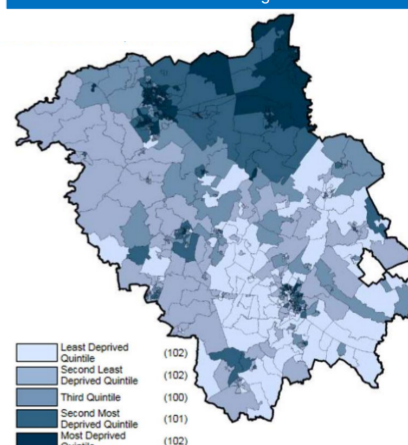 Least Deprived
Quintile (102)
Second Least
Deprived Quintile (102)
Third Quintile (100)
Second Most
Deprived Quintile (101)
Most Deprived
(102)